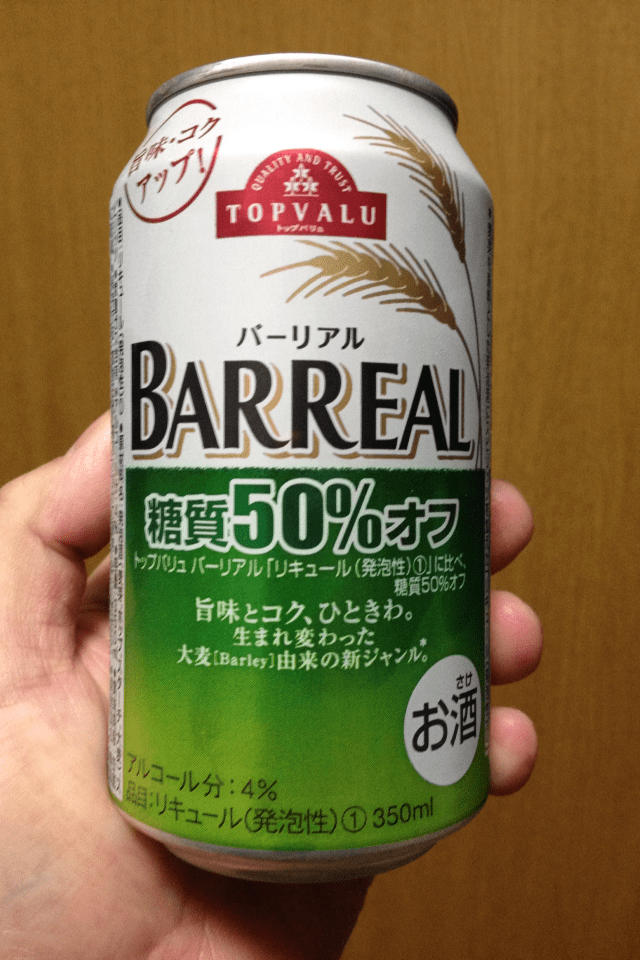 旨味・コク
アップ!
QUALITY AND TRUST
TOPVALU
トップバリュ
バーリアル
BARREAL
糖質50%オフ
トップバリュ バーリアル「リキュール(発泡性)①」に比べ、
糖質50%オフ
旨味とコク、ひときわ。
生まれ変わった
大麦[Barley]由来の新ジャンル*。
さけ
お酒
アルコール分:4%
品目:リキュール(発泡性)① 350ml